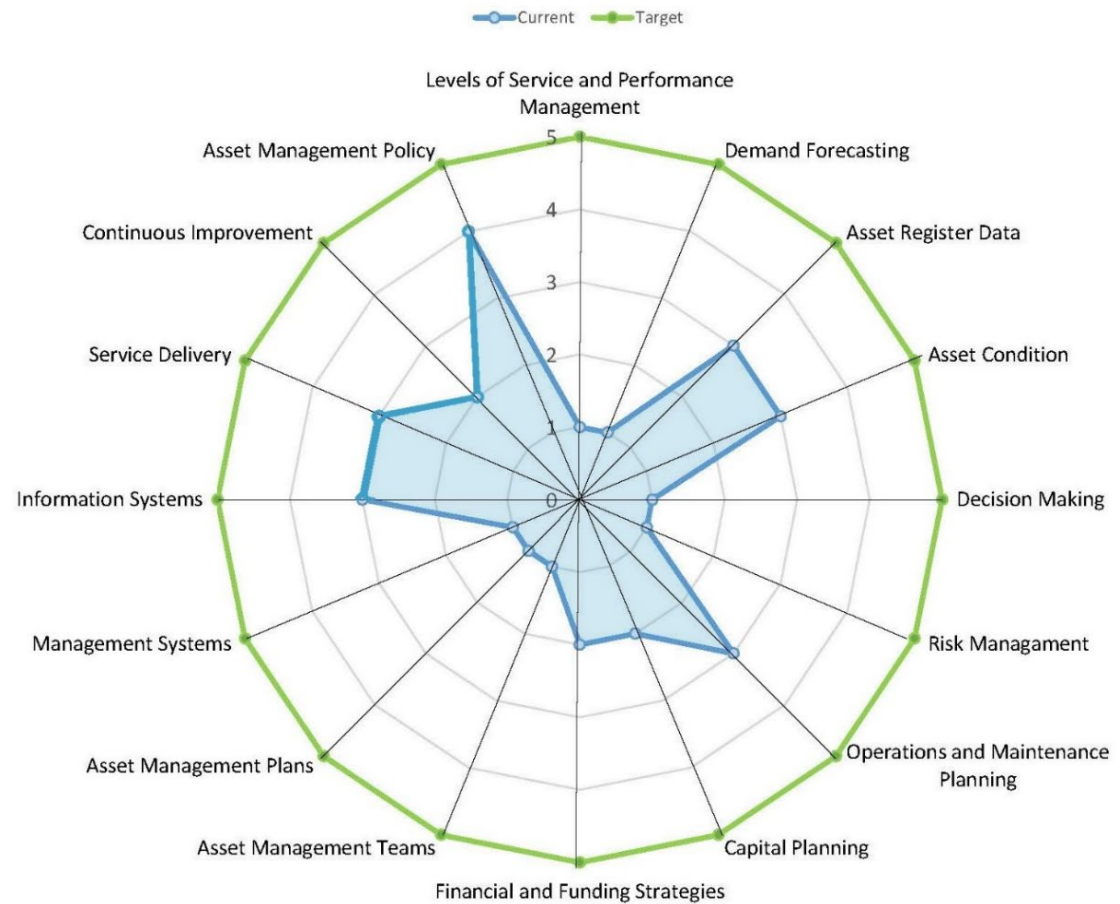 Current Target
Levels of Service and Performance
Management
5
Asset Management Policy
Demand Forecasting
4
Continuous Improvement
Asset Register Data
3
Service Delivery
2
Asset Condition
1
Information Systems
0
Decision Making
Management Systems
Risk Managament
Asset Management Plans
Operations and Maintenance
Planning
Asset Management Teams
Capital Planning
Financial and Funding Strategies